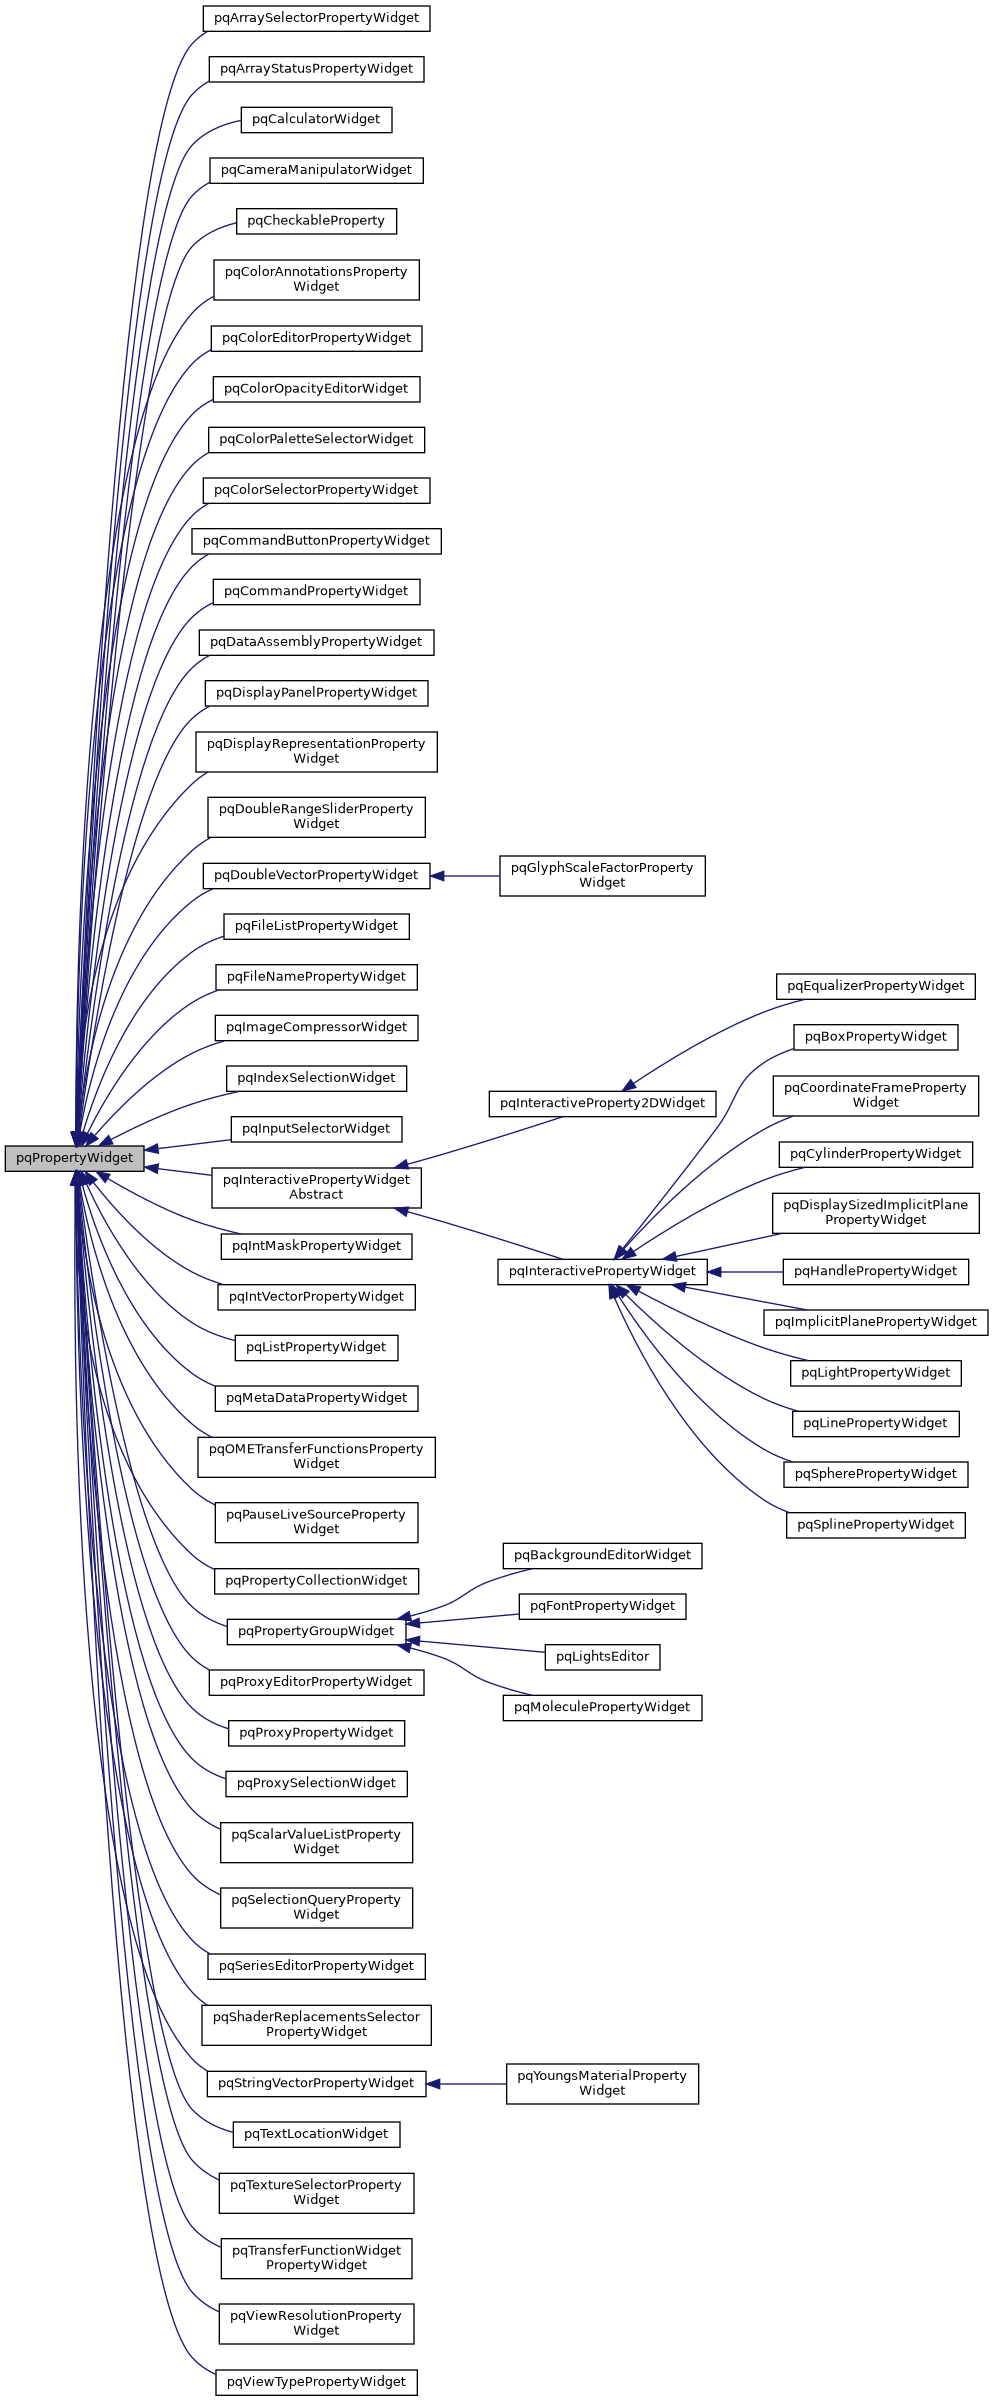 pqArraySelectorPropertyWidget
pqArrayStatusPropertyWidget
pqCalculatorWidget
pqCameraManipulatorWidget
pqCheckableProperty
pqColorAnnotationsProperty
Widget
pqColorEditorPropertyWidget
pqColorOpacityEditorWidget
pqColorPaletteSelectorWidget
pqColorSelectorPropertyWidget
pqCommandButtonPropertyWidget
pqCommandPropertyWidget
pqDataAssemblyPropertyWidget
pqDisplayPanelPropertyWidget
pqDisplayRepresentationProperty
Widget
pqDoubleRangeSliderProperty
Widget
pqDoubleVectorPropertyWidget
pqGlyphScaleFactorProperty
Widget
pqFileListPropertyWidget
pqFileNamePropertyWidget
pqImageCompressorWidget
pqIndexSelectionWidget
pqInputSelectorWidget
pqPropertyWidget
pqInteractivePropertyWidget
Abstract
pqInteractiveProperty2DWidget
pqEqualizerPropertyWidget
pqInteractivePropertyWidget
pqBoxPropertyWidget
pqCoordinateFrameProperty
Widget
pqCylinderPropertyWidget
pqDisplaySizedImplicitPlane
PropertyWidget
pqHandlePropertyWidget
pqImplicitPlanePropertyWidget
pqLightPropertyWidget
pqLinePropertyWidget
pqSpherePropertyWidget
pqSplinePropertyWidget
pqIntMaskPropertyWidget
pqIntVectorPropertyWidget
pqListPropertyWidget
pqMetaDataPropertyWidget
pqOMETransferFunctionsProperty
Widget
pqPauseLiveSourceProperty
Widget
pqPropertyCollectionWidget
pqPropertyGroupWidget
pqBackgroundEditorWidget
pqFontPropertyWidget
pqLightsEditor
pqMoleculePropertyWidget
pqProxyEditorPropertyWidget
pqProxyPropertyWidget
pqProxySelectionWidget
pqScalarValueListProperty
Widget
pqSelectionQueryProperty
Widget
pqSeriesEditorPropertyWidget
pqShaderReplacementsSelector
PropertyWidget
pqStringVectorPropertyWidget
pqYoungsMaterialProperty
Widget
pqTextLocationWidget
pqTextureSelectorProperty
Widget
pqTransferFunctionWidget
PropertyWidget
pqViewResolutionProperty
Widget
pqViewTypePropertyWidget